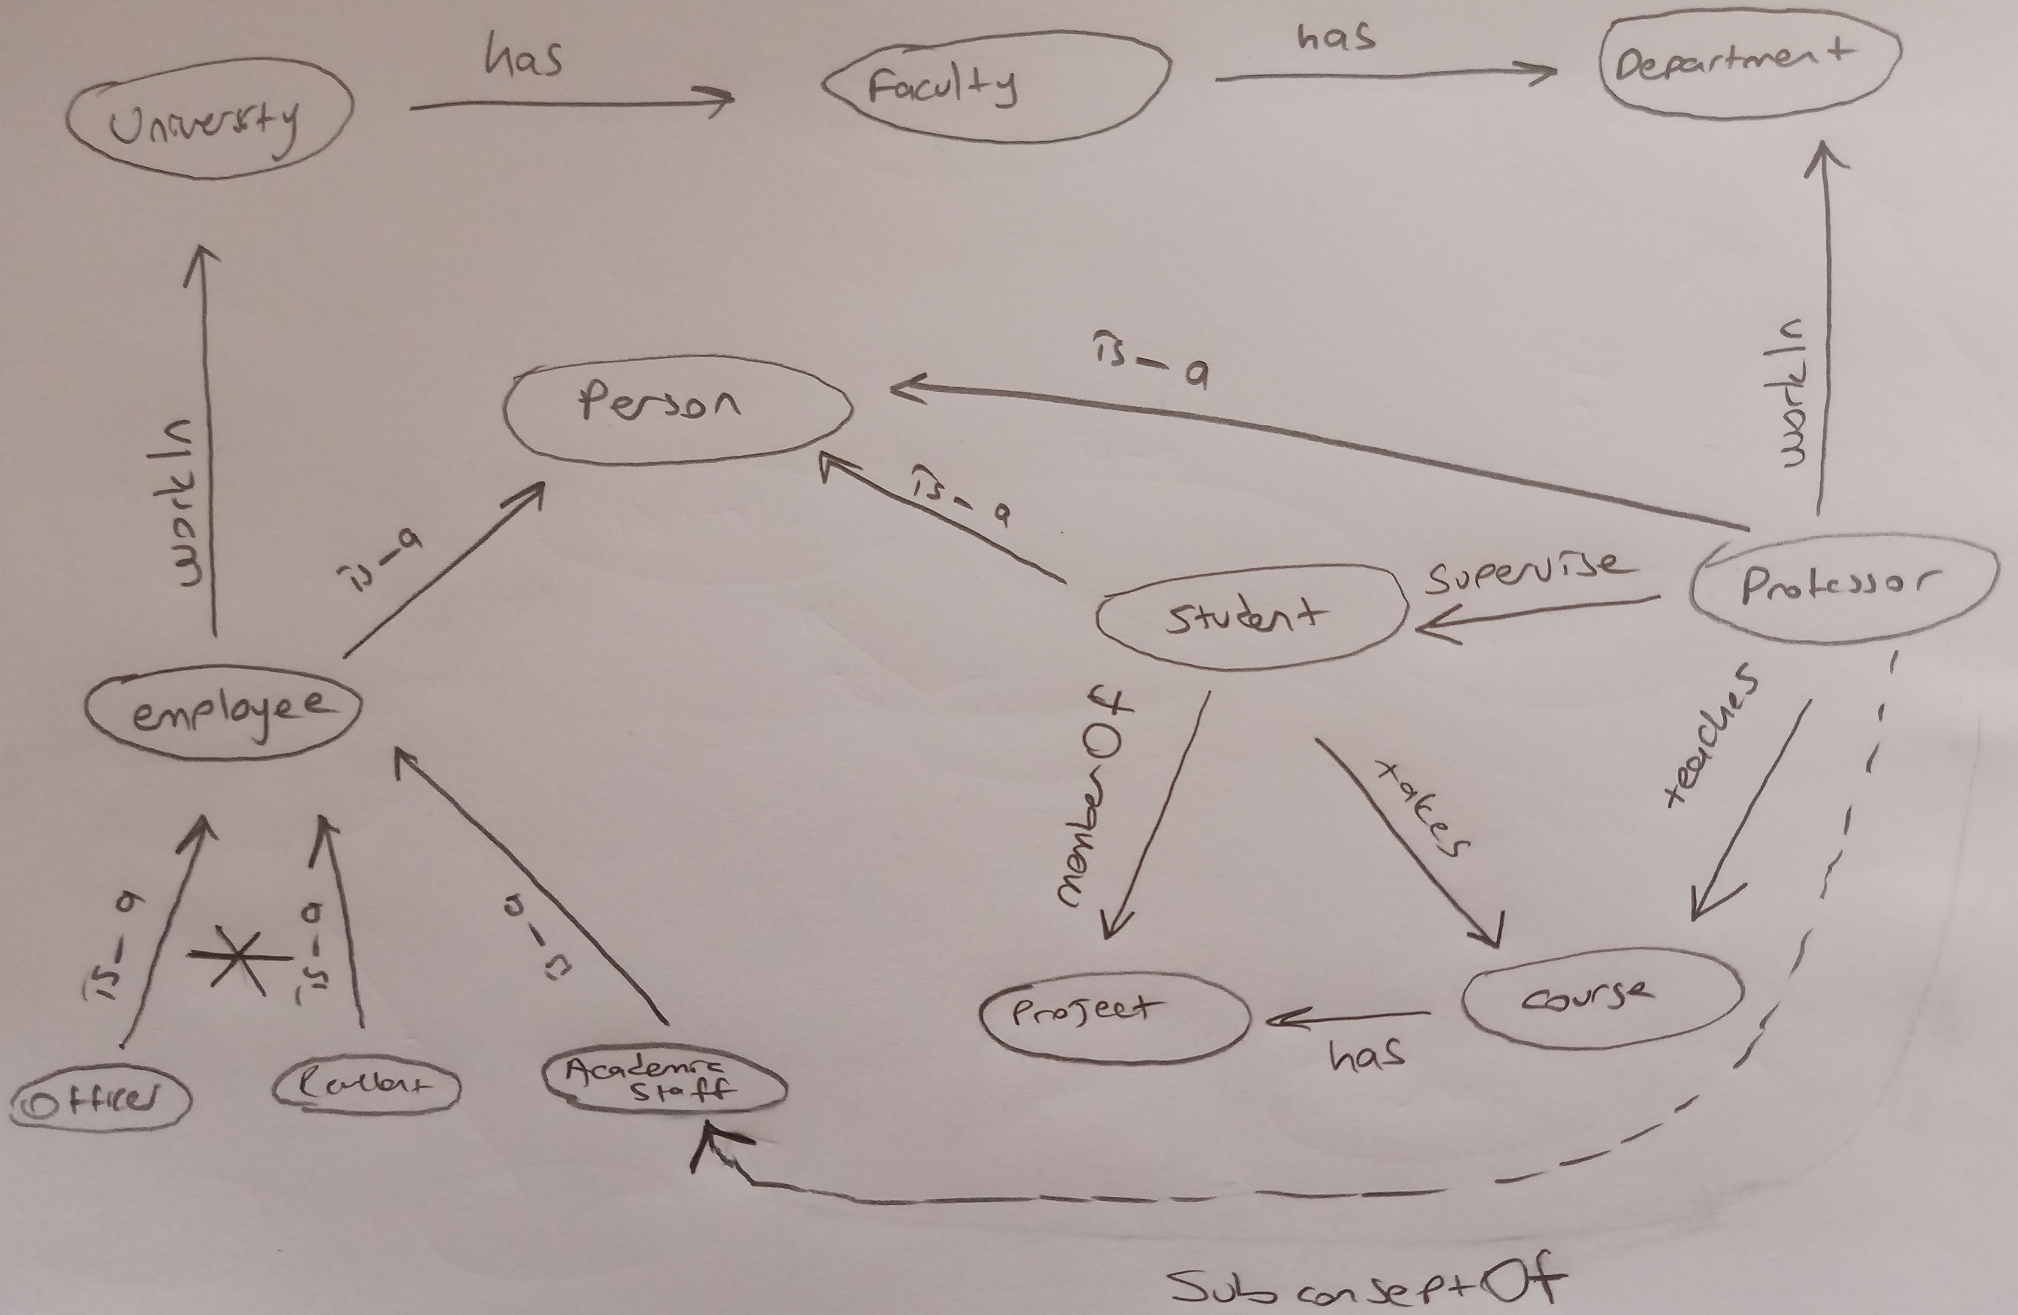 has
has
University
Faculty
Department
is-a
Person
workIn
workIn
is-a
is-a
Student
Supervise
Professor
employee
memberOf
takes
teaches
is-a
is-a
is-a
Project
has
course
Officer
Academic
Staff
SubconseptOf